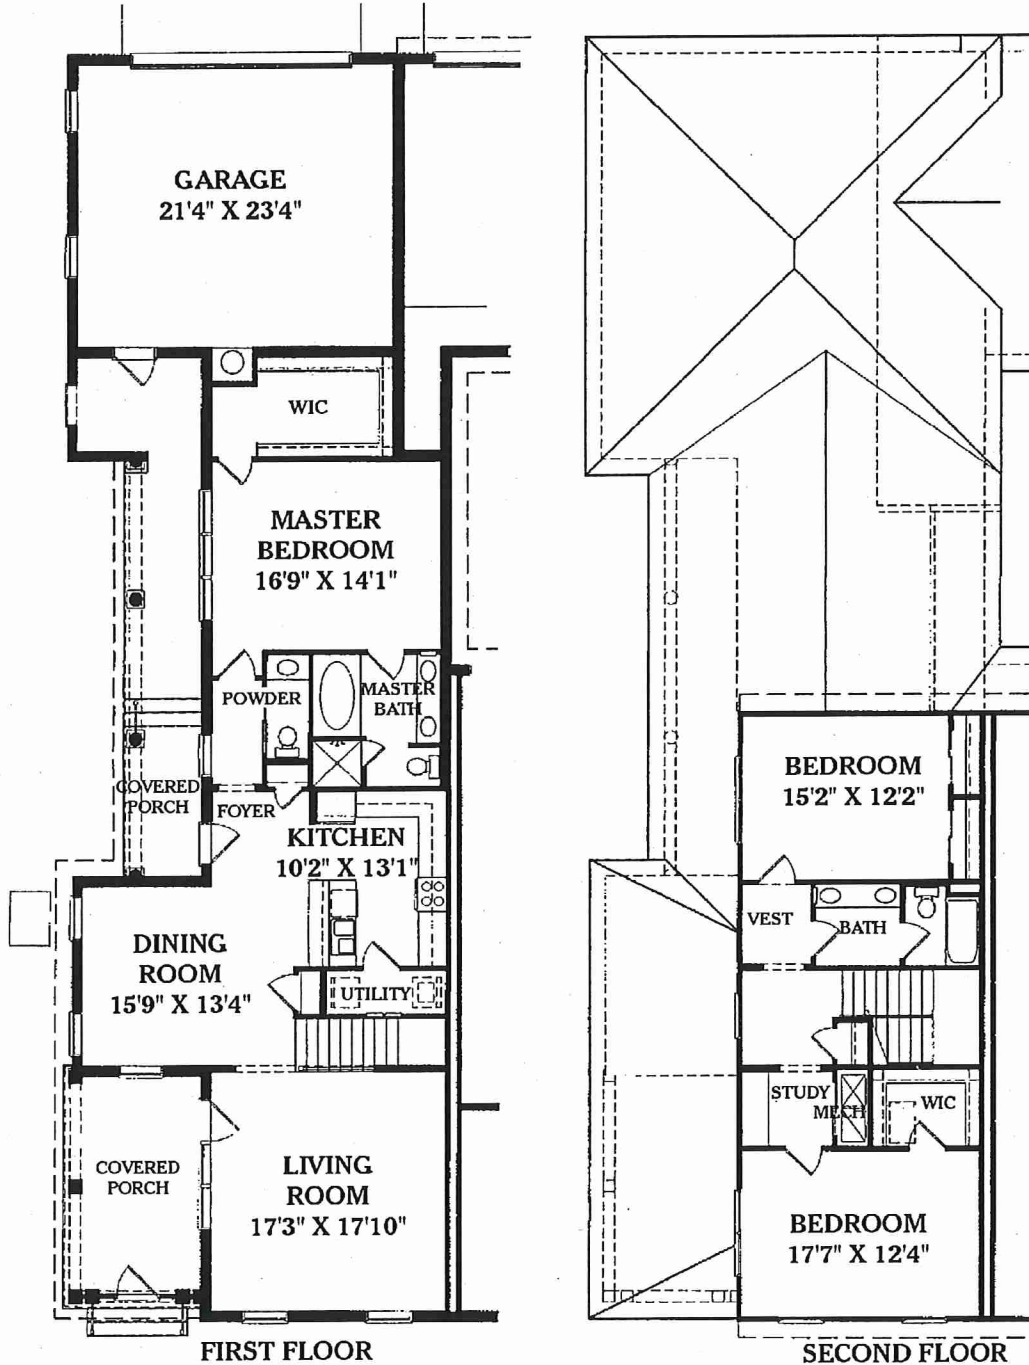 GARAGE
21'4" X 23'4"
WIC
MASTER
BEDROOM
16'9" X 14'1"
POWDER
MASTER
BATH
COVERED
PORCH
FOYER
KITCHEN
10'2" X 13'1"
DINING
ROOM
15'9" X 13'4"
UTILITY
COVERED
PORCH
LIVING
ROOM
17'3" X 17'10"
FIRST FLOOR
BEDROOM
15'2" X 12'2"
VEST
BATH
STUDY
MECH
WIC
BEDROOM
17'7" X 12'4"
SECOND FLOOR